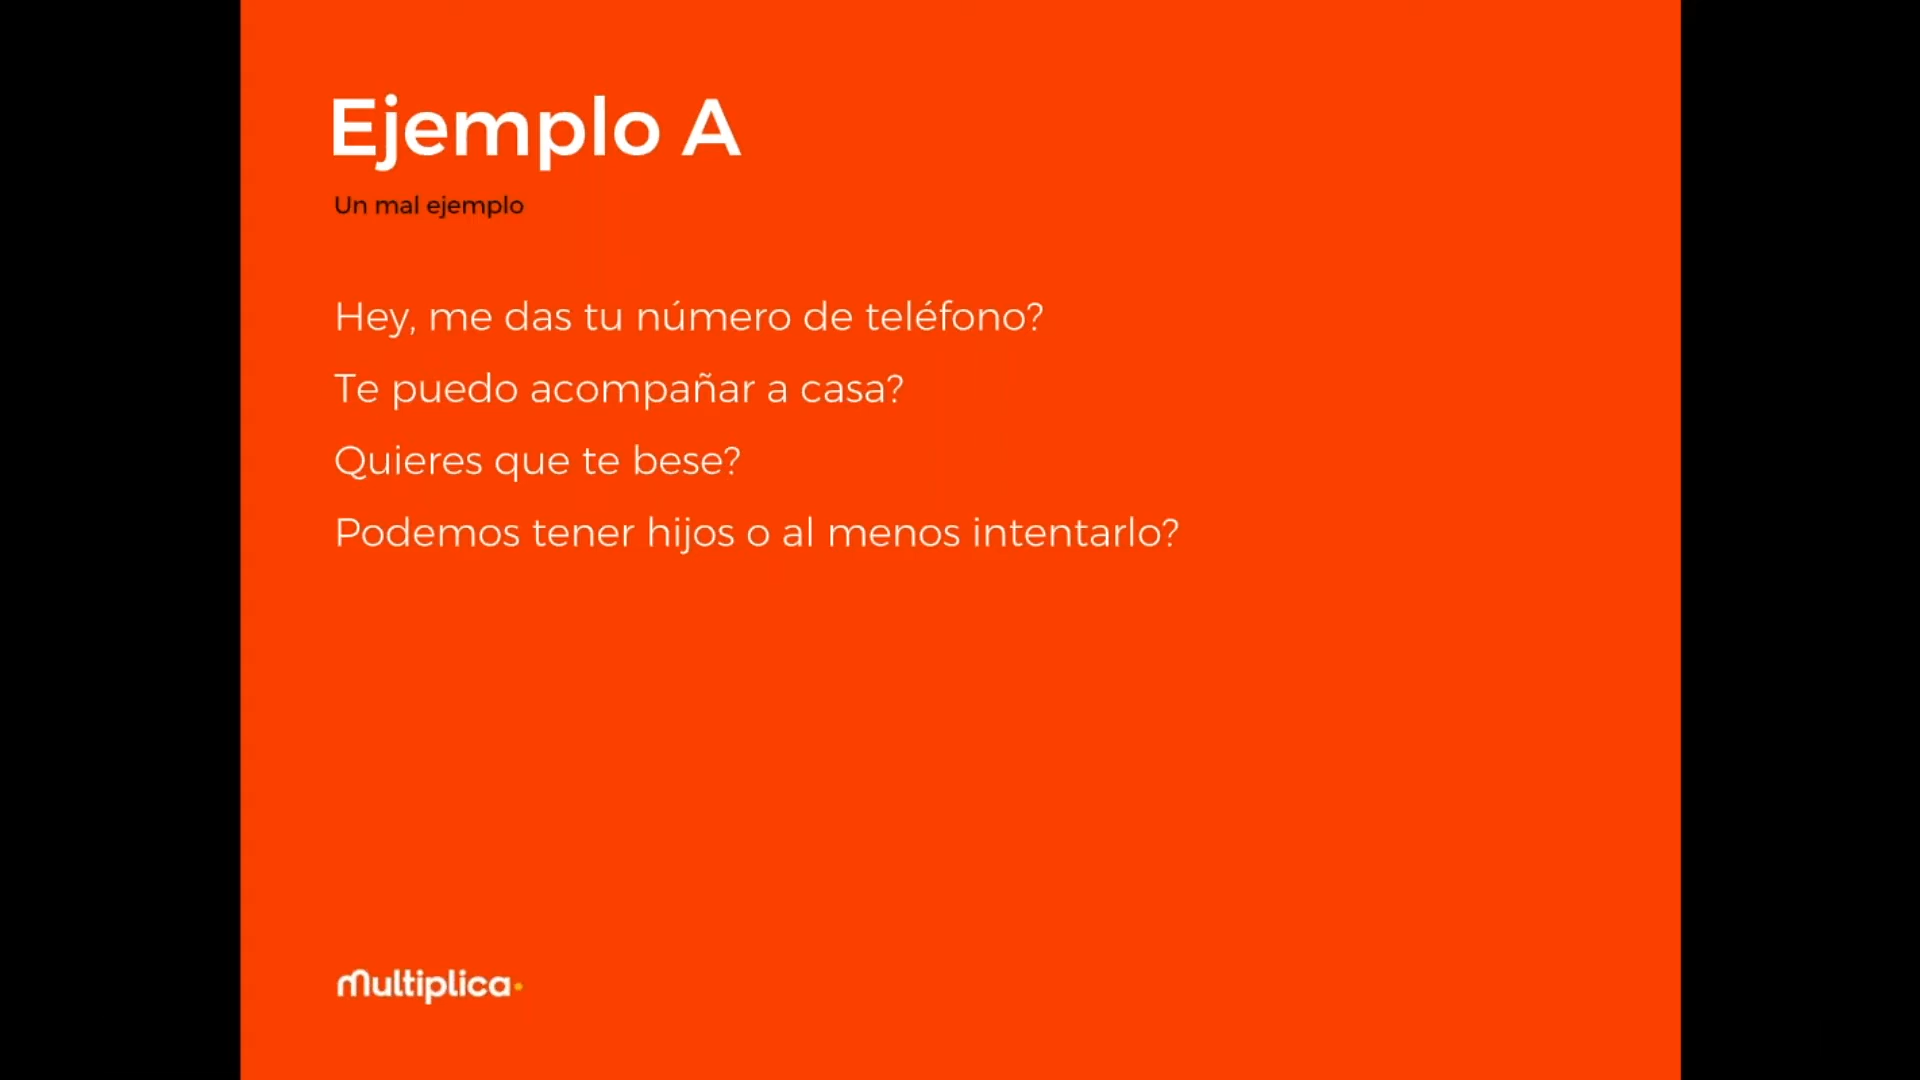 Ejemplo A
Un mal ejemplo
Hey, me das tu número de teléfono?
Te puedo acompañar a casa?
Quieres que te bese?
Podemos tener hijos o al menos intentarlo?
Multiplica